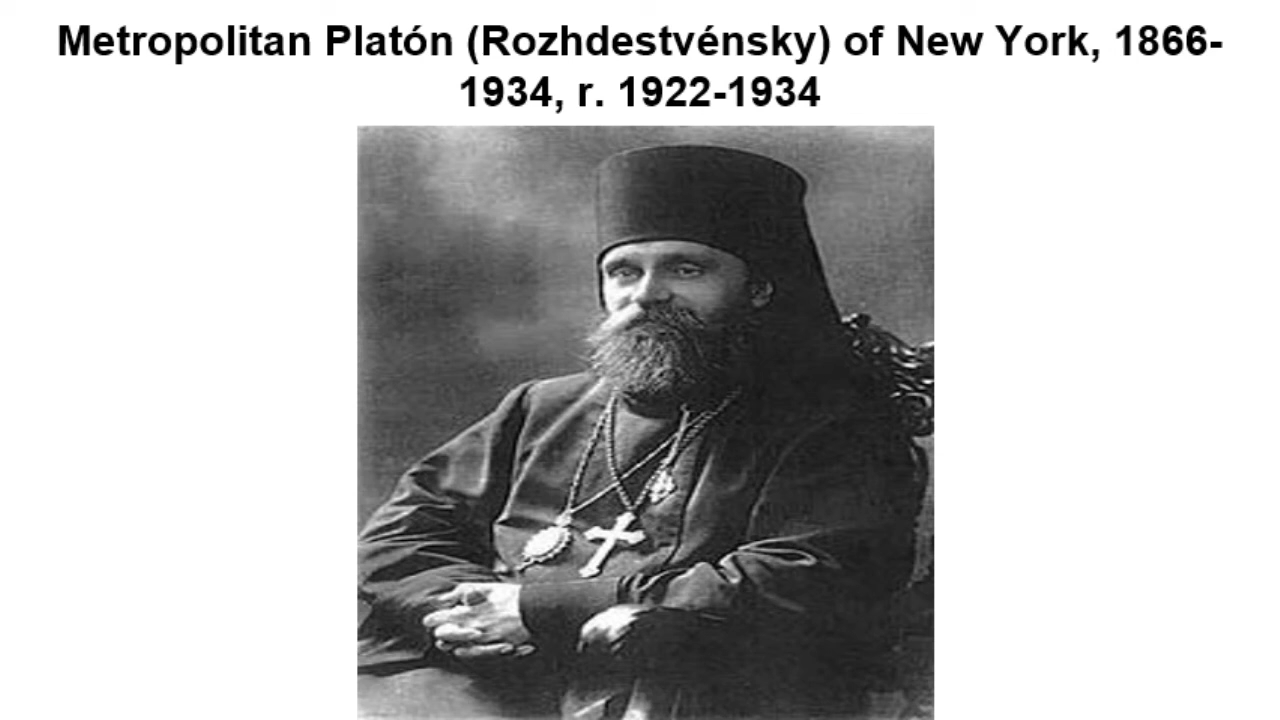 Metropolitan Platón (Rozhdestvénsky) of New York, 1866-
1934, r. 1922-1934